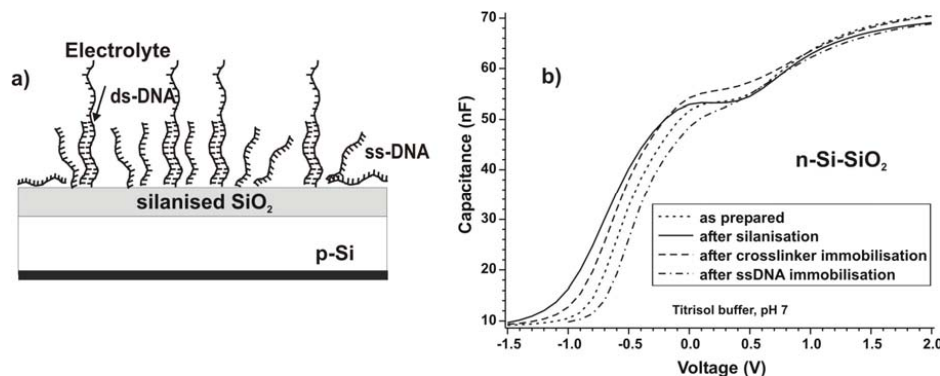 a)
Electrolyte
ds-DNA
ss-DNA
silanised SiO2
p-Si
b)
70
60
50
40
30
20
10
Capacitance (nF)
n-Si-SiO2
as prepared
after silanisation
after crosslinker immobilisation
after ssDNA immobilisation
Titrisol buffer, pH 7
-1.5 -1.0 -0.5 0.0 0.5 1.0 1.5 2.0
Voltage (V)